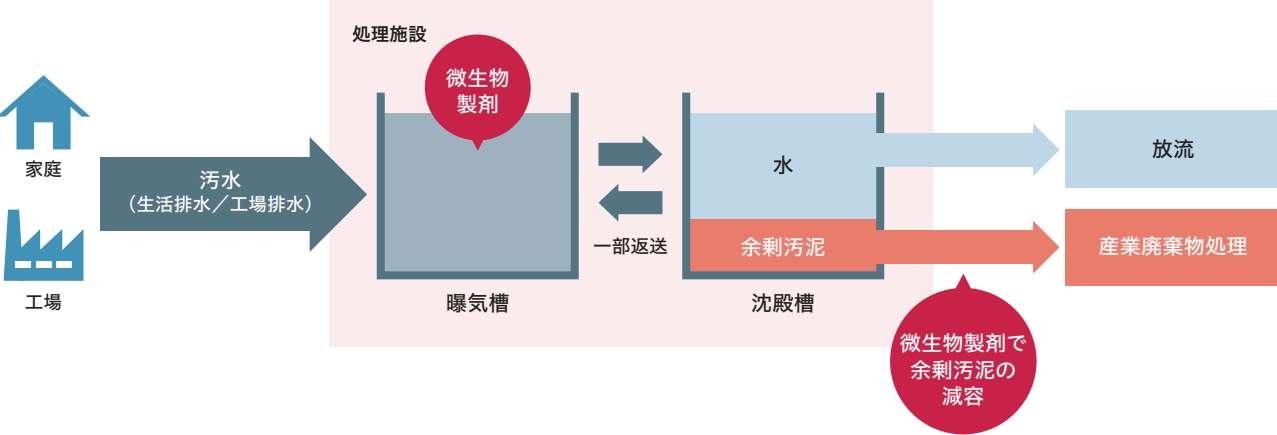 処理施設
微生物
製剤
家庭
汚水
（生活排水／工場排水）
工場
曝気槽
一部返送
水
余剰汚泥
沈殿槽
放流
産業廃棄物処理
微生物製剤で
余剰汚泥の
減容